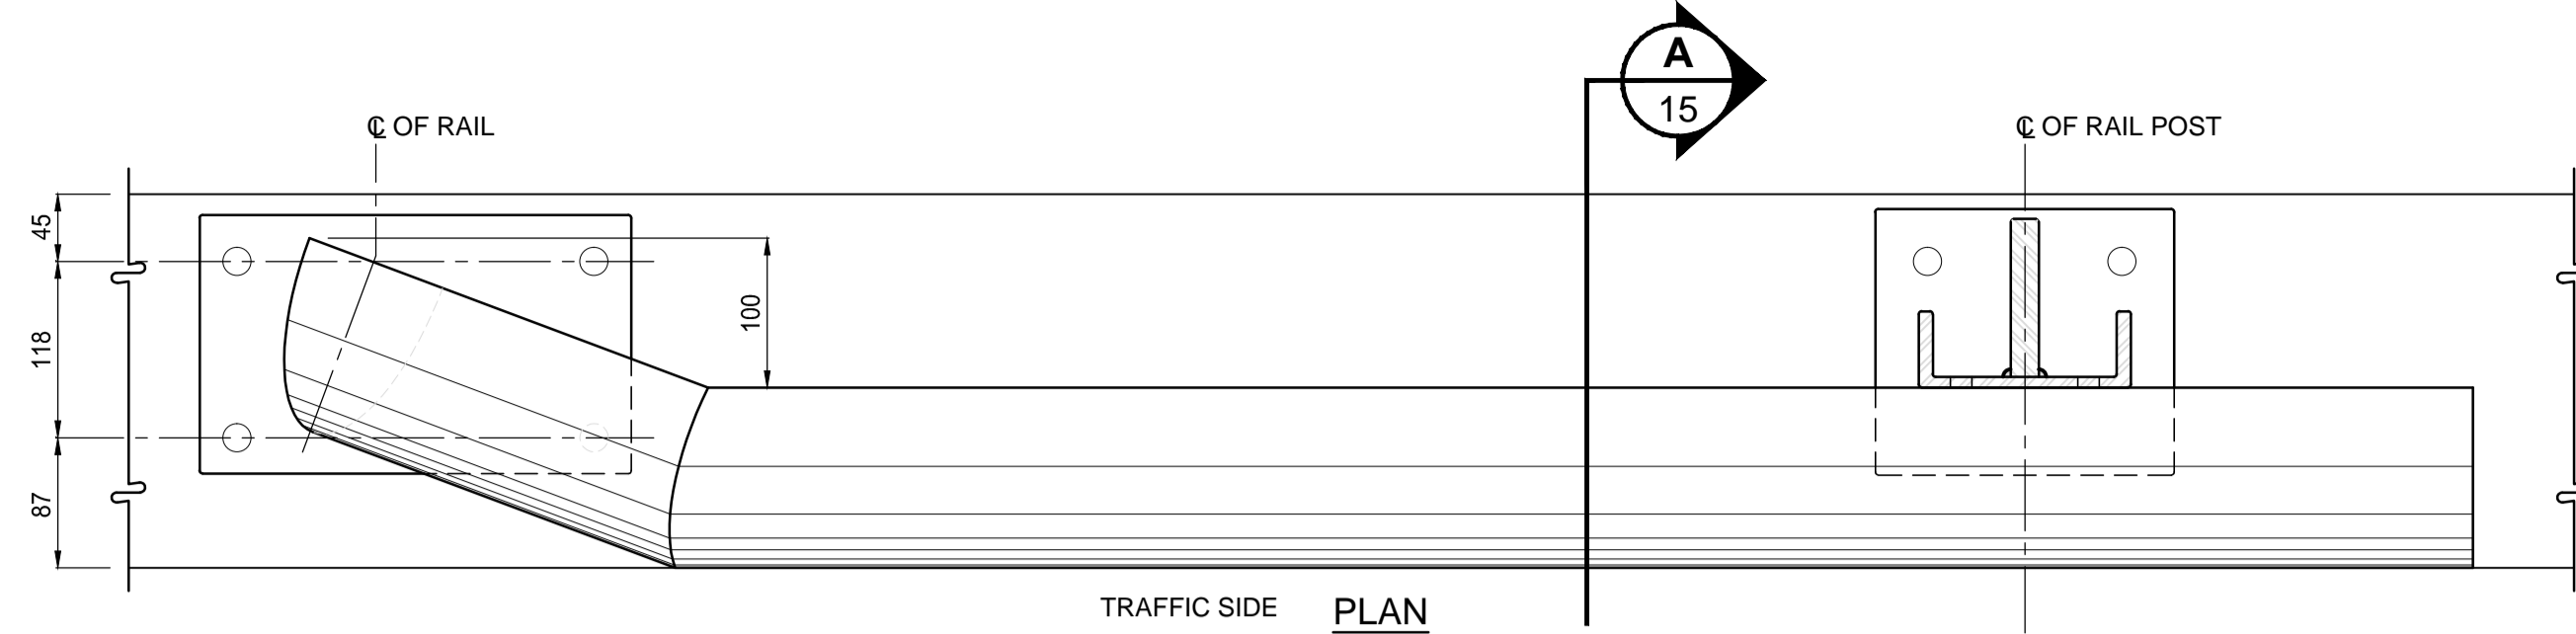 A
15
℄ OF RAIL
℄ OF RAIL POST
45
118
87
100
TRAFFIC SIDE
PLAN